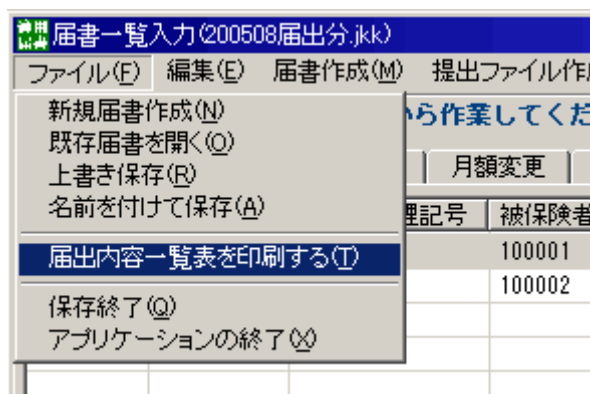 届書一覧入力(200508届出分.jkk)
ファイル(F) 編集(E) 届書作成(M) 提出ファイル作
新規届書作成(N)
から作業してくだ
既存届書を開く(O)
上書き保存(R)
月額変更
名前を付けて保存(A)
記号 被保険者
届出内容一覧表を印刷する(T)
100001
100002
保存終了(Q)
アプリケーションの終了(X)